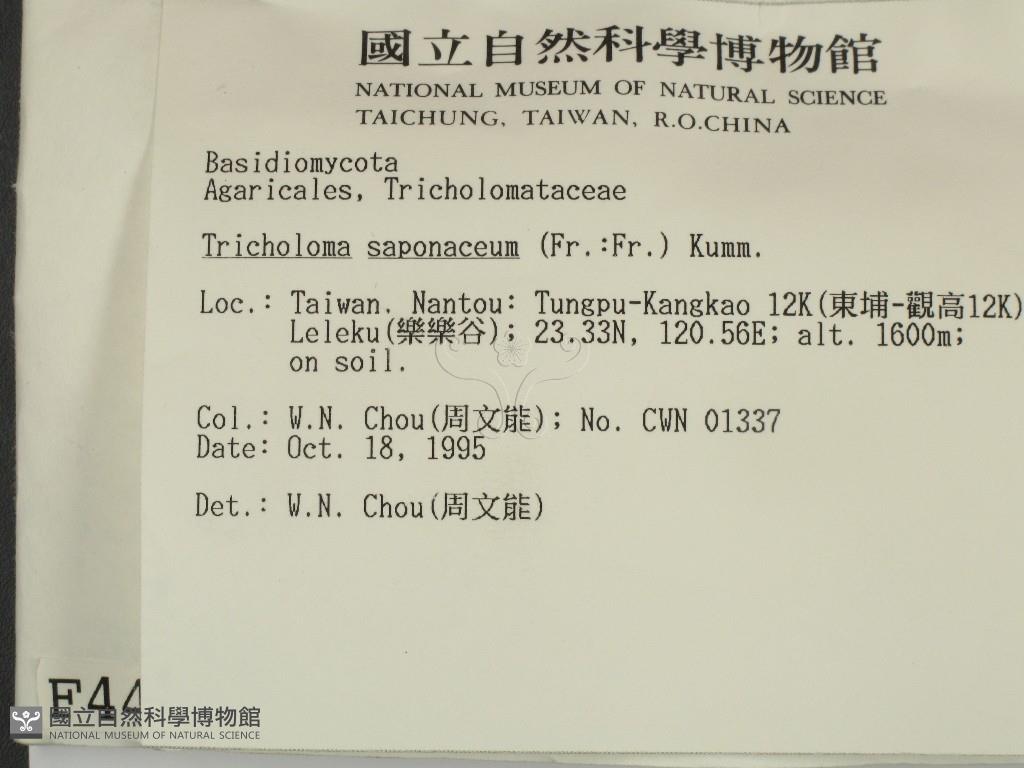 國立自然科學博物館
NATIONAL MUSEUM OF NATURAL SCIENCE
TAICHUNG, TAIWAN, R.O.CHINA
Basidiomycota
Agaricales, Tricholomataceae
Tricholoma saponaceum (Fr.:Fr.) Kumm.
Loc.: Taiwan, Nantou: Tungpu-Kangkao 12K(東埔-觀高12K)
Leleku(樂樂谷); 23.33N, 120.56E; alt. 1600m;
on soil.
Col.: W.N. Chou(周文能); No. CWN 01337
Date: Oct. 18, 1995
Det.: W.N. Chou(周文能)
國立自然科學博物館
NATIONAL MUSEUM OF NATURAL SCIENCE